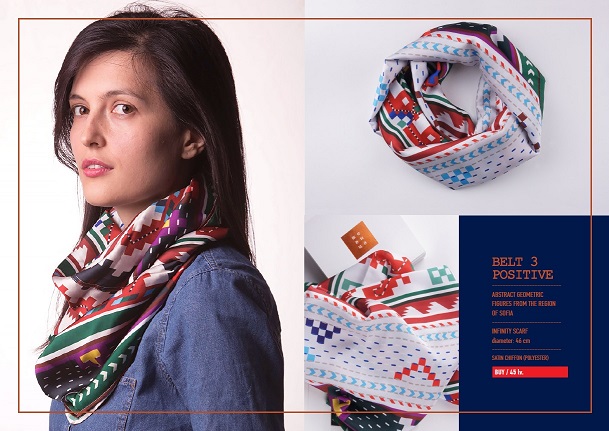 BELT 3
POSITIVE
ABSTRACT GEOMETRIC
FIGURES FROM THE REGION
OF SOFIA
INFINITY SCARF
diameter: 46 cm
SATIN CHIFFON (POLYESTER)
BUY / 45 lv.